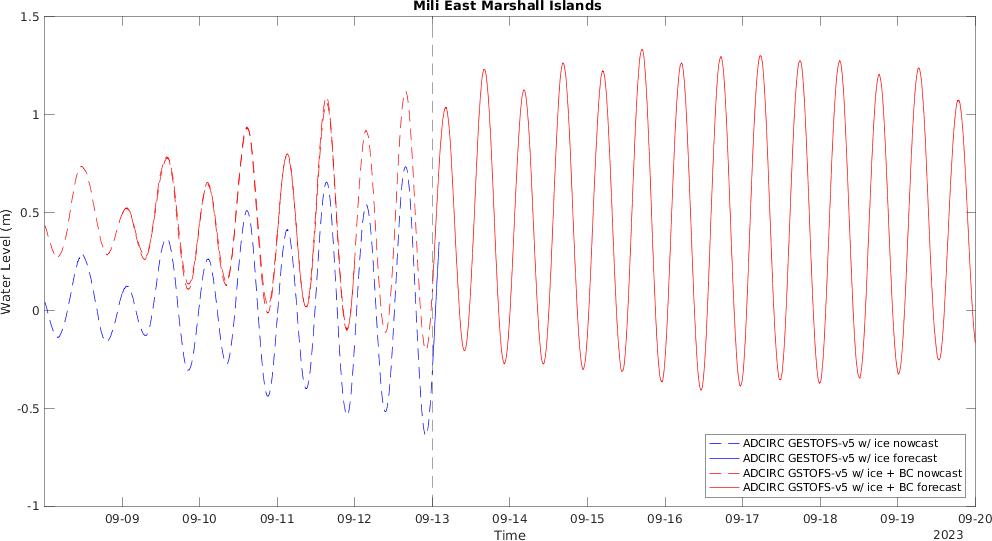 Mili East Marshall Islands
1.5
1
0.5
0
-0.5
-1
Water Level (m)
ADCIRC GESTOFS-v5 w/ ice nowcast
ADCIRC GESTOFS-v5 w/ ice forecast
ADCIRC GSTOFS-v5 w/ ice + BC nowcast
ADCIRC GSTOFS-v5 w/ ice + BC forecast
09-09 09-10 09-11 09-12 09-13 09-14 09-15 09-16 09-17 09-18 09-19 09-20
Time
2023